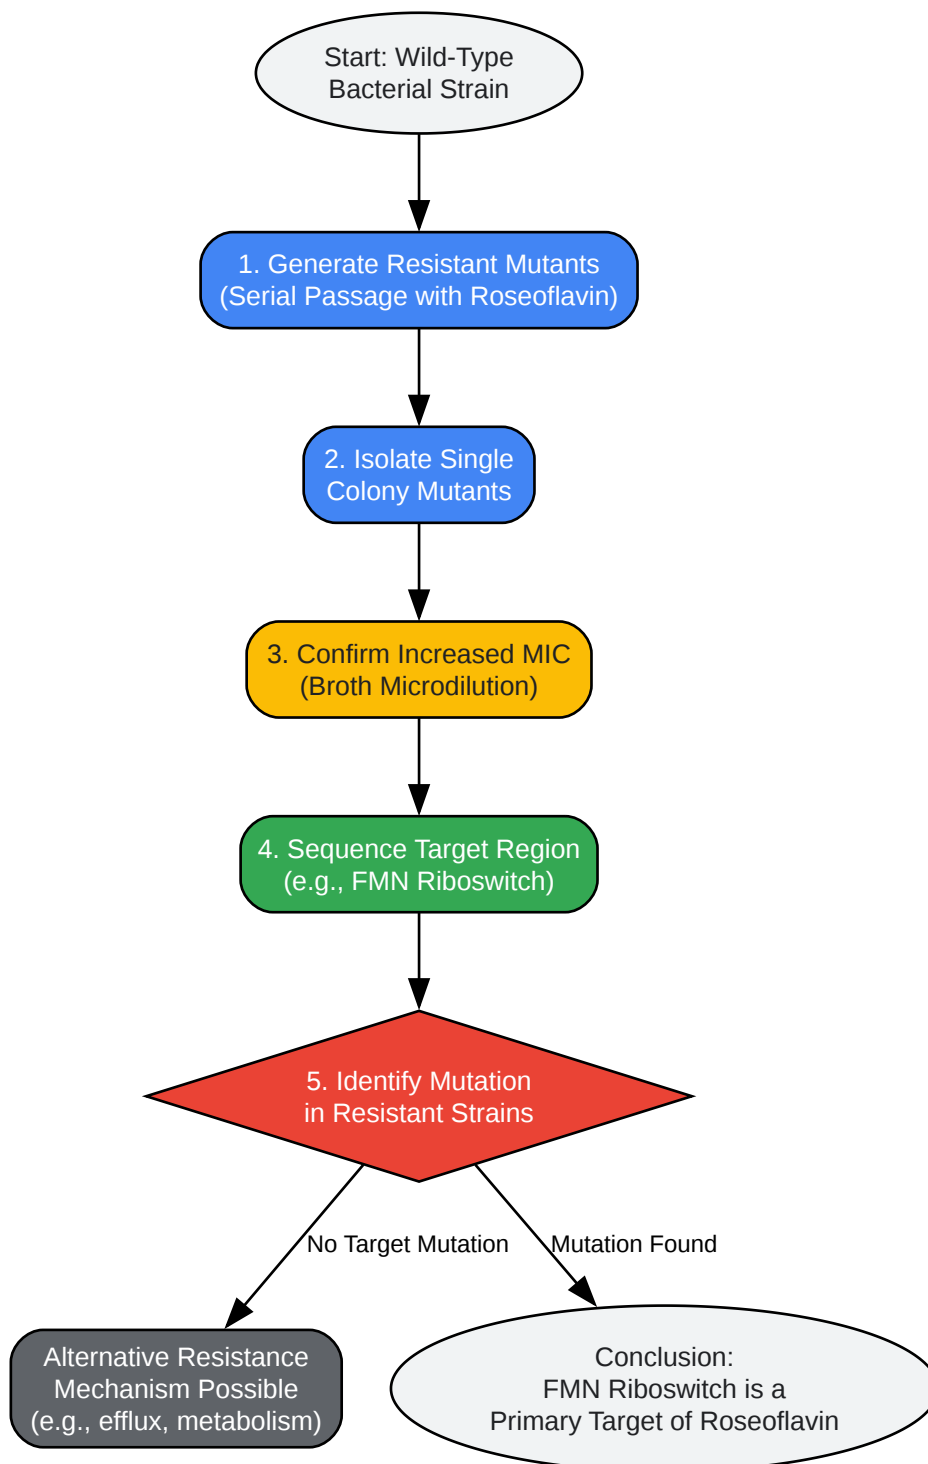 Start: Wild-Type
Bacterial Strain
1. Generate Resistant Mutants
(Serial Passage with Roseoflavin)
2. Isolate Single
Colony Mutants
3. Confirm Increased MIC
(Broth Microdilution)
4. Sequence Target Region
(e.g., FMN Riboswitch)
5. Identify Mutation
in Resistant Strains
No Target Mutation
Mutation Found
Alternative Resistance
Mechanism Possible
(e.g., efflux, metabolism)
Conclusion:
FMN Riboswitch is a
Primary Target of Roseoflavin